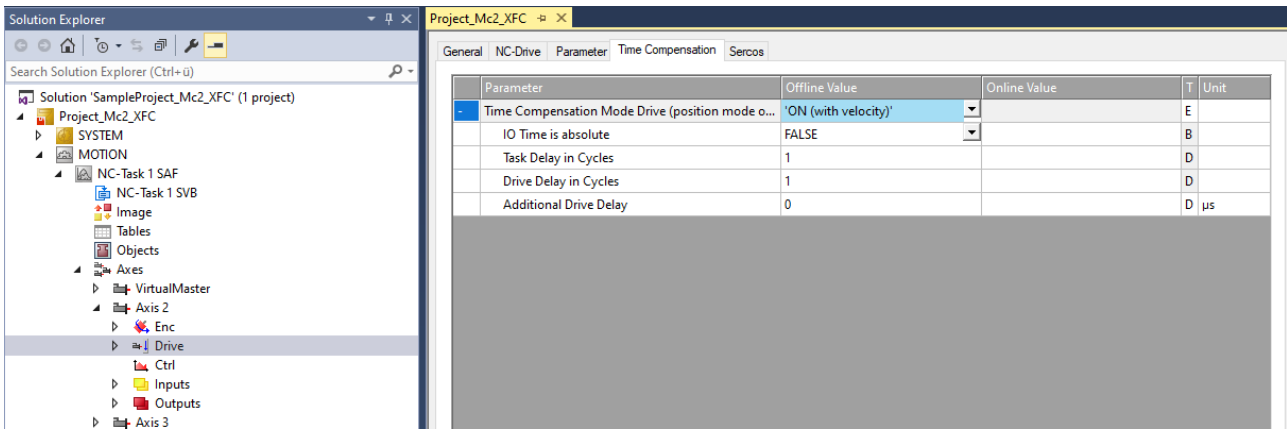 Solution Explorer
Search Solution Explorer (Ctrl+ü)
Solution 'SampleProject_Mc2_XFC' (1 project)
Project_Mc2_XFC
SYSTEM
MOTION
NC-Task 1 SAF
NC-Task 1 SVB
Image
Tables
Objects
Axes
VirtualMaster
Axis 2
Enc
Drive
Ctrl
Inputs
Outputs
Axis 3
Project_Mc2_XFC
General NC-Drive Parameter Time Compensation Sercos
Parameter Offline Value Online Value T Unit
- Time Compensation Mode Drive (position mode o... 'ON (with velocity)' E
IO Time is absolute FALSE B
Task Delay in Cycles 1 D
Drive Delay in Cycles 1 D
Additional Drive Delay 0 D µs